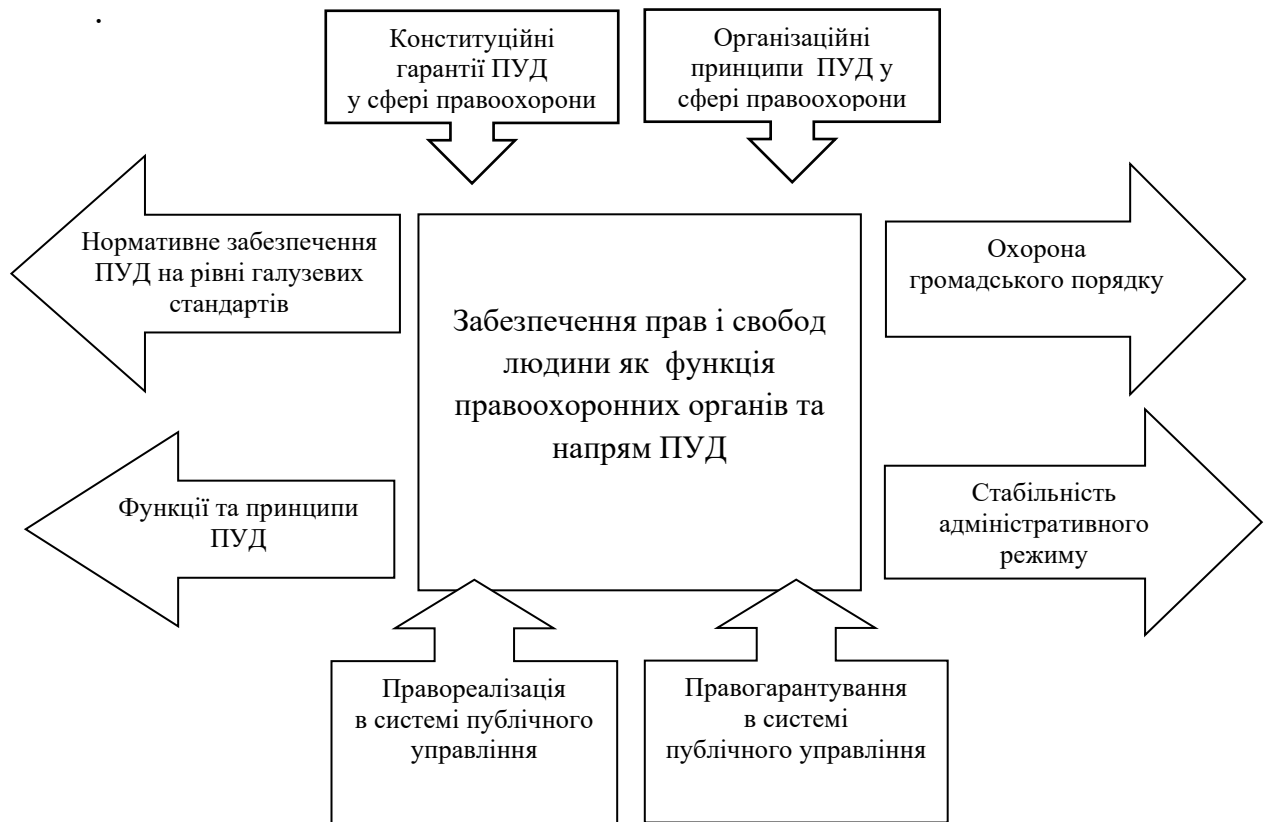 .
Конституційні
гарантії ПУД
у сфері правоохорони
Організаційні
принципи ПУД у
сфері правоохорони
Нормативне забезпечення
ПУД на рівні галузевих
стандартів
Охорона
громадського порядку
Забезпечення прав і свобод
людини як функція
правоохоронних органів та
напрям ПУД
Функції та принципи
ПУД
Стабільність
адміністративного
режиму
Правореалізація
в системі публічного
управління
Правогарантування
в системі
публічного управління